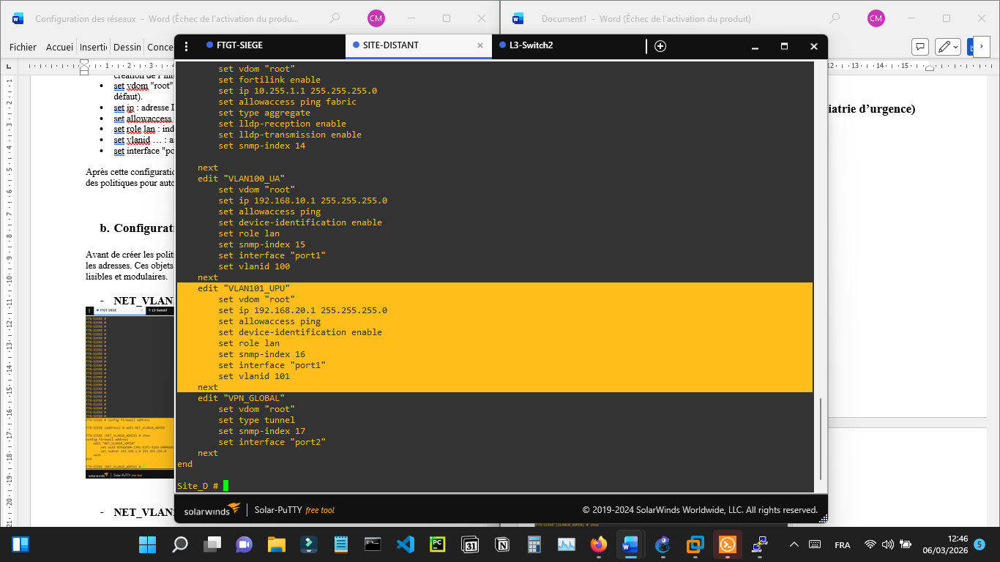 Configuration des réseaux - Word (Échec de l'activation du produ...
CM
Document1 - Word (Échec de l'activation du produit)
CM
Fichier Accueil Inserti Dessin Conce
FTGT-SIEGE
SITE-DISTANT
L3-Switch2
set vdom "root"
défaut).
set ip : adresse
set allowaccess
set role lan : ind
set vlanid … : a
set interface "po
Après cette configuratio
des politiques pour auto
b. Configurati
Avant de créer les polit
les adresses. Ces objets
lisibles et modulaires.
- NET_VLAN
- NET_VLAN
iatrie d'urgence)
set vdom "root"
set fortilink enable
set ip 10.255.1.1 255.255.255.0
set allowaccess ping fabric
set type aggregate
set lldp-reception enable
set lldp-transmission enable
set snmp-index 14
next
edit "VLAN100_UA"
set vdom "root"
set ip 192.168.10.1 255.255.255.0
set allowaccess ping
set device-identification enable
set role lan
set snmp-index 15
set interface "port1"
set vlanid 100
next
edit "VLAN101_UPU"
set vdom "root"
set ip 192.168.20.1 255.255.255.0
set allowaccess ping
set device-identification enable
set role lan
set snmp-index 16
set interface "port1"
set vlanid 101
next
edit "VPN_GLOBAL"
set vdom "root"
set type tunnel
set snmp-index 17
set interface "port2"
next
end
Site_D #
solarwinds Solar-PuTTY free tool
© 2019-2024 SolarWinds Worldwide, LLC. All rights reserved.
FRA
12:46
06/03/2026
5